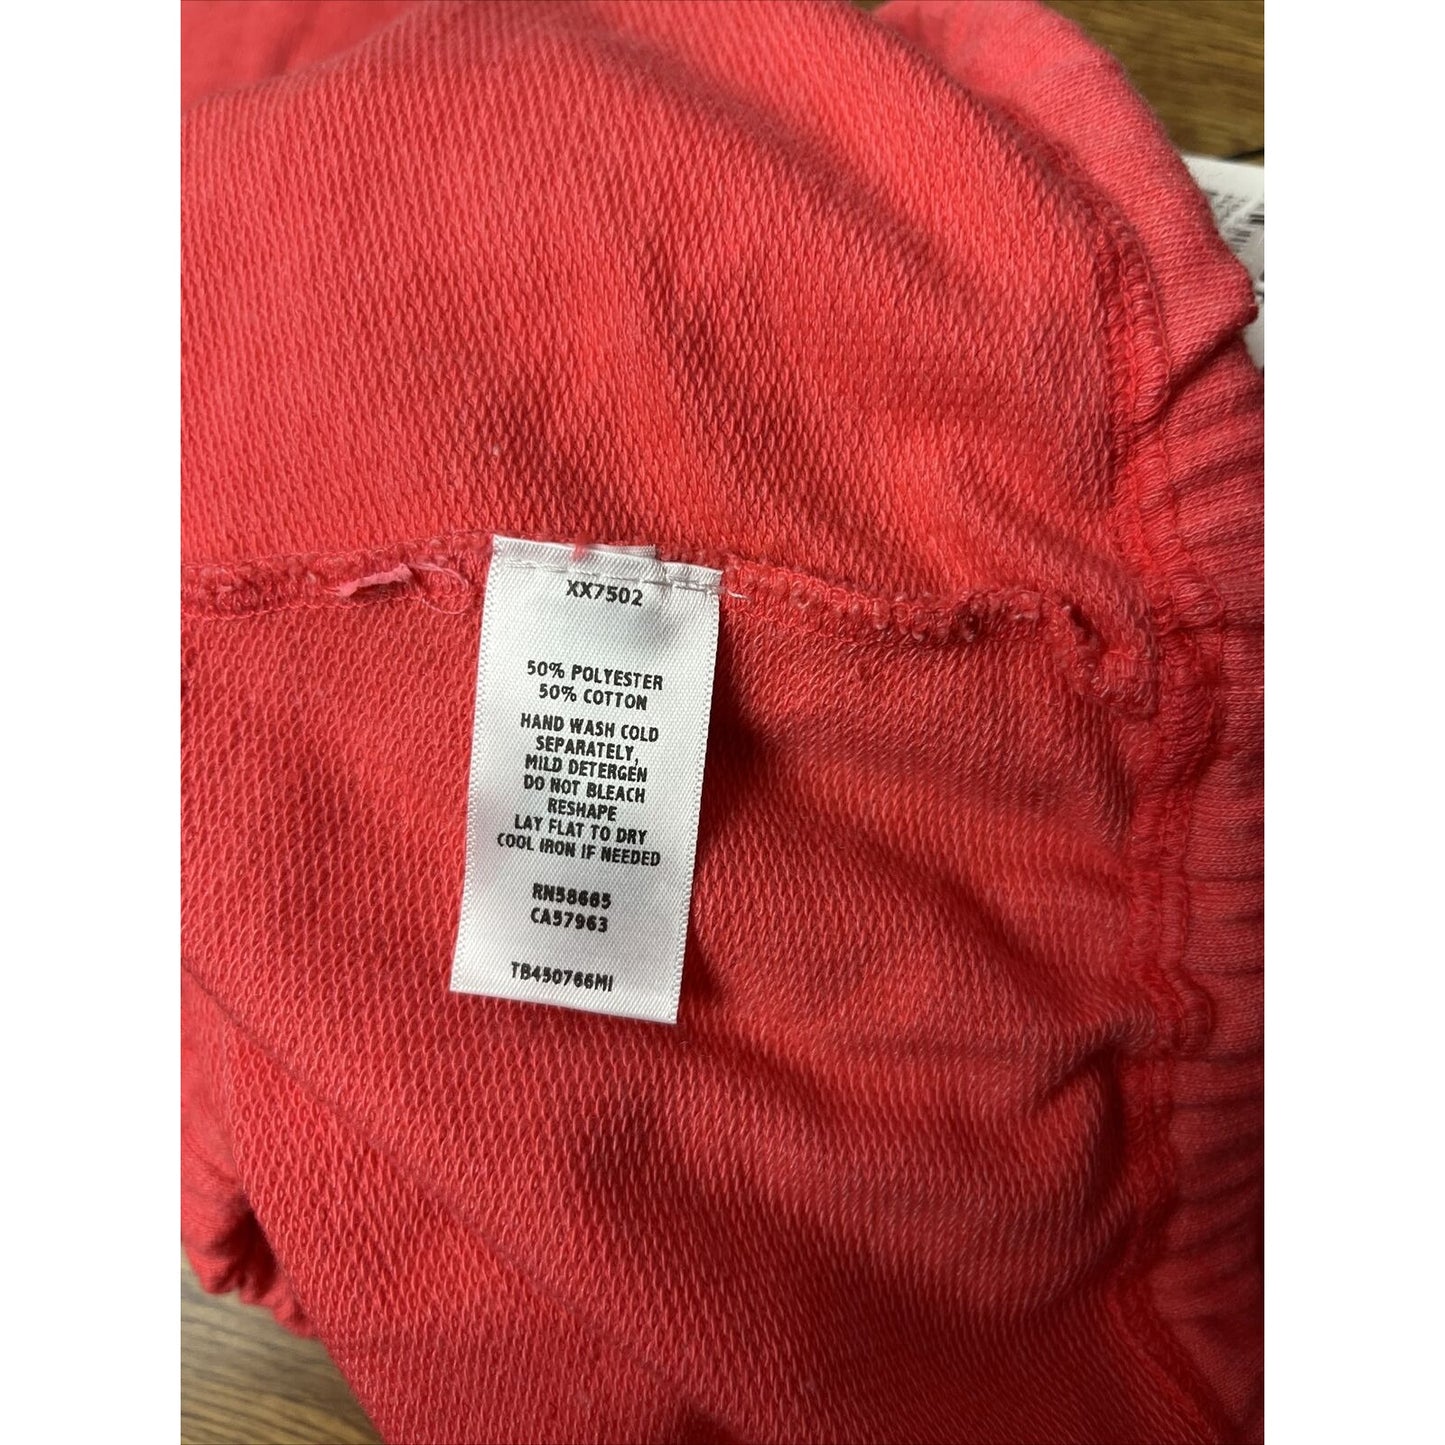 XX7502
50% POLYESTER
50% COTTON
HAND WASH COLD
SEPARATELY,
MILD DETERGEN
DO NOT BLEACH
RESHAPE
LAY FLAT TO DRY
COOL IRON IF NEEDED
RN58665
CA57963
TB450766MI